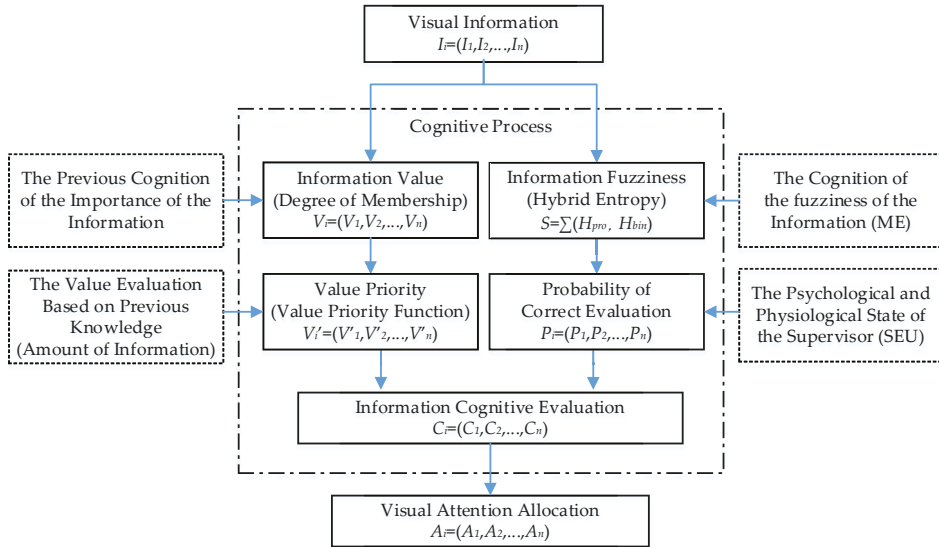 Visual Information
Ii=(I1,I2,...,In)
Cognitive Process
The Previous Cognition
of the Importance of the
Information
Information Value
(Degree of Membership)
Vi=(V1,V2,...,Vn)
Information Fuzziness
(Hybrid Entropy)
S=∑(Hpro, Hbin)
The Cognition of
the fuzziness of the
Information (ME)
The Value Evaluation
Based on Previous
Knowledge
(Amount of Information)
Value Priority
(Value Priority Function)
Vi'=(V'1,V'2,...,V'n)
Probability of
Correct Evaluation
Pi=(P1,P2,...,Pn)
The Psychological and
Physiological State of
the Supervisor (SEU)
Information Cognitive Evaluation
Ci=(C1,C2,...,Cn)
Visual Attention Allocation
Ai=(A1,A2,...,An)